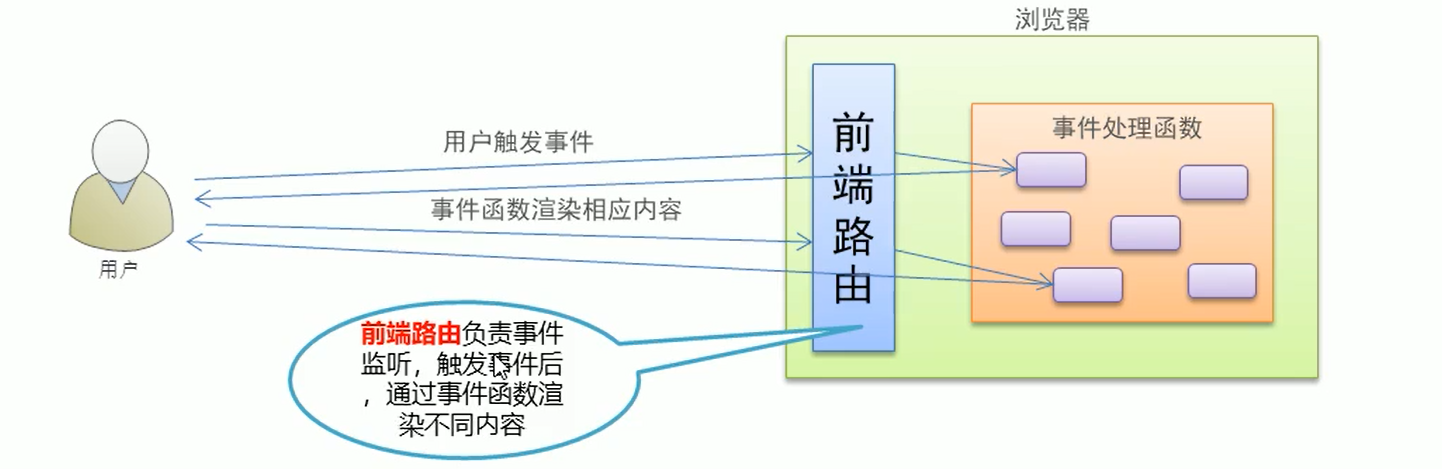 浏览器
用户触发事件
事件函数渲染相应内容
用户
前
端
路
由
事件处理函数
前端路由负责事件
监听，触发事件后
，通过事件函数渲
染不同内容